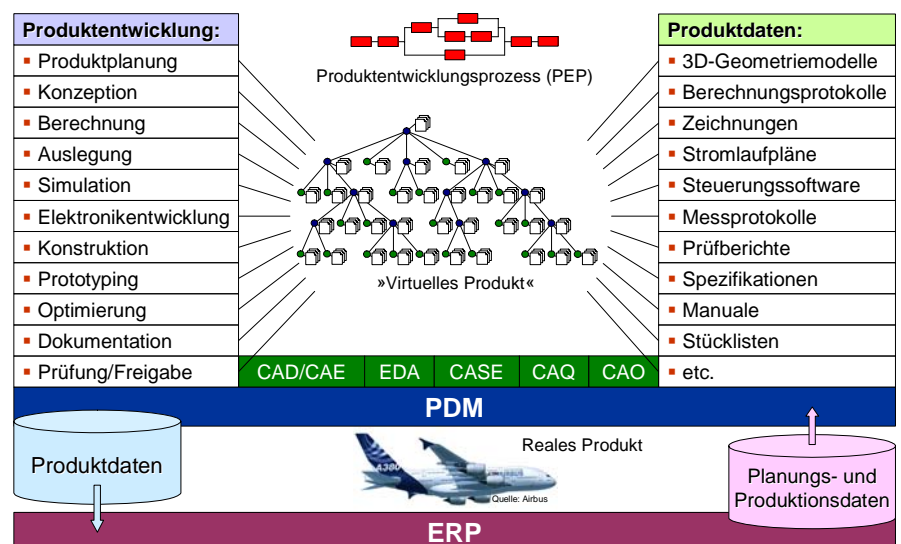 Produktentwicklung:
Produktplanung
Konzeption
Berechnung
Auslegung
Simulation
Elektronikentwicklung
Konstruktion
Prototyping
Optimierung
Dokumentation
Prüfung/Freigabe
Produktentwicklungsprozess (PEP)
»Virtuelles Produkt«
Produktdaten:
3D-Geometriemodelle
Berechnungsprotokolle
Zeichnungen
Stromlaufpläne
Steuerungssoftware
Messprotokolle
Prüfberichte
Spezifikationen
Manuale
Stücklisten
etc.
CAD/CAE EDA CASE CAQ CAO
PDM
Produktdaten
Reales Produkt
A380
Quelle: Airbus
Planungs- und
Produktionsdaten
ERP